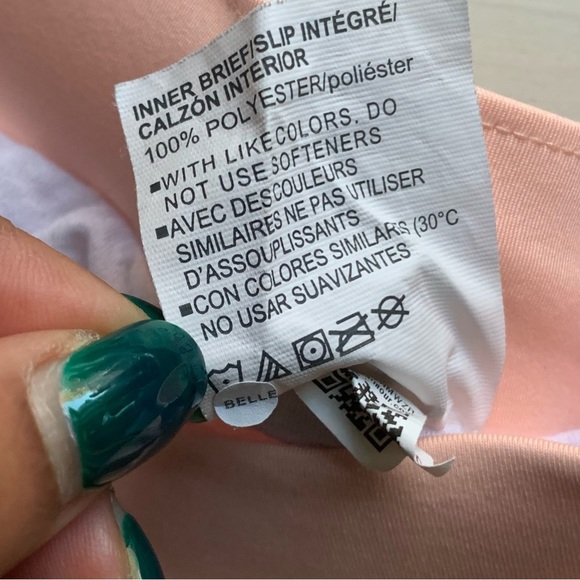 INNER BRIEF/SLIP INTÉGRÉ/
CALZÓN INTERIOR
100% POLYESTER/poliéster
■WITH LIKE COLORS. DO
NOT USE SOFTENERS
■AVEC DES COULEURS
SIMILAIRES NE PAS UTILISER
D'ASSOUPLISSANTS
■CON COLORES SIMILARS (30°C
NO USAR SUAVIZANTES
BELLE